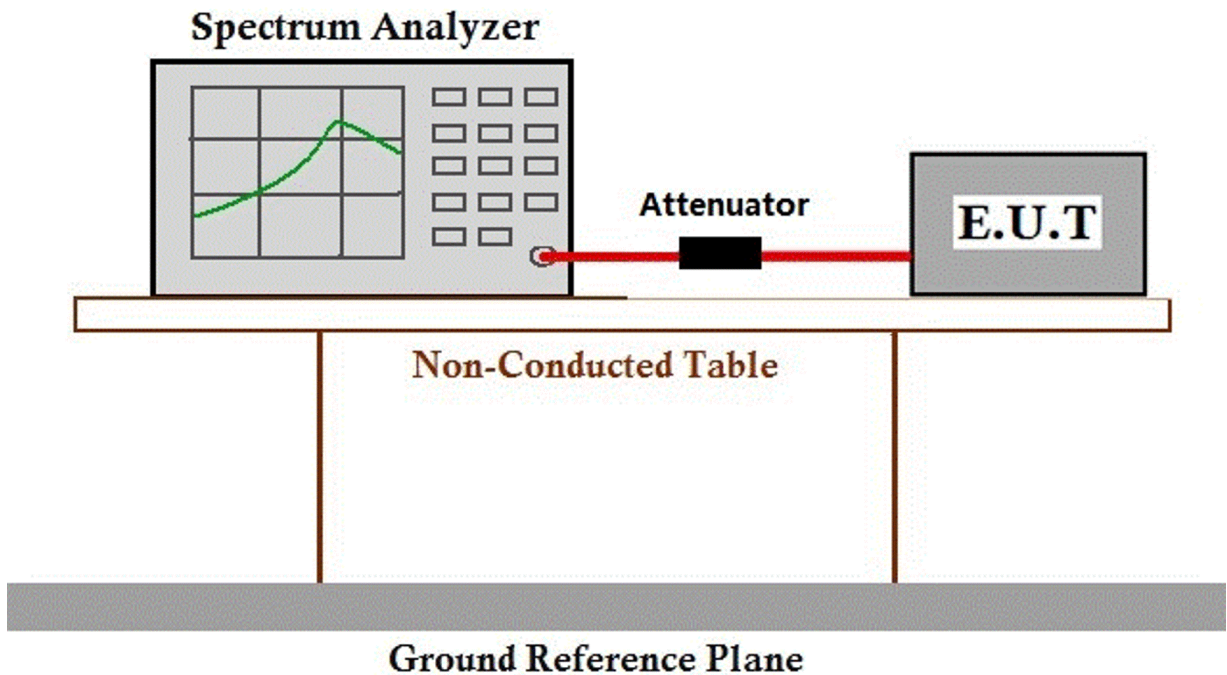 Spectrum Analyzer
Attenuator
E.U.T
Non-Conducted Table
Ground Reference Plane